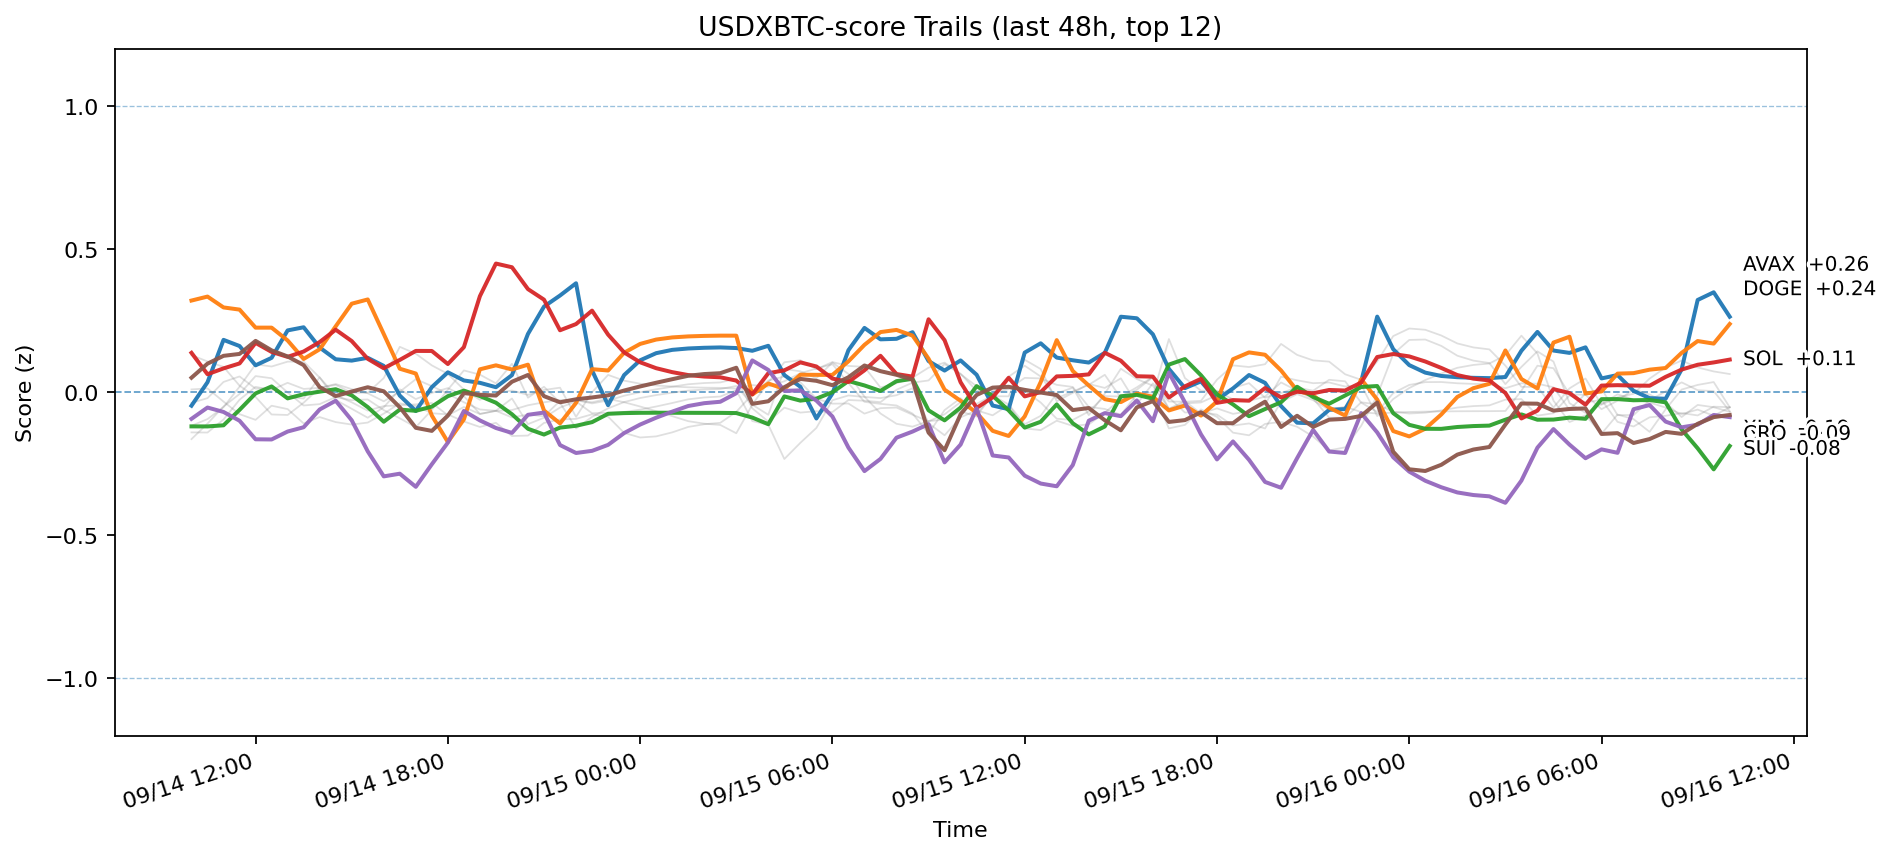 USDXBTC-score Trails (last 48h, top 12)
Score (z)
1.0
0.5
0.0
−0.5
−1.0
AVAX +0.26
DOGE +0.24
SOL +0.11
CRO -0.09
SUI -0.08
09/14 12:00
09/14 18:00
09/15 00:00
09/15 06:00
09/15 12:00
09/15 18:00
09/16 00:00
09/16 06:00
09/16 12:00
Time